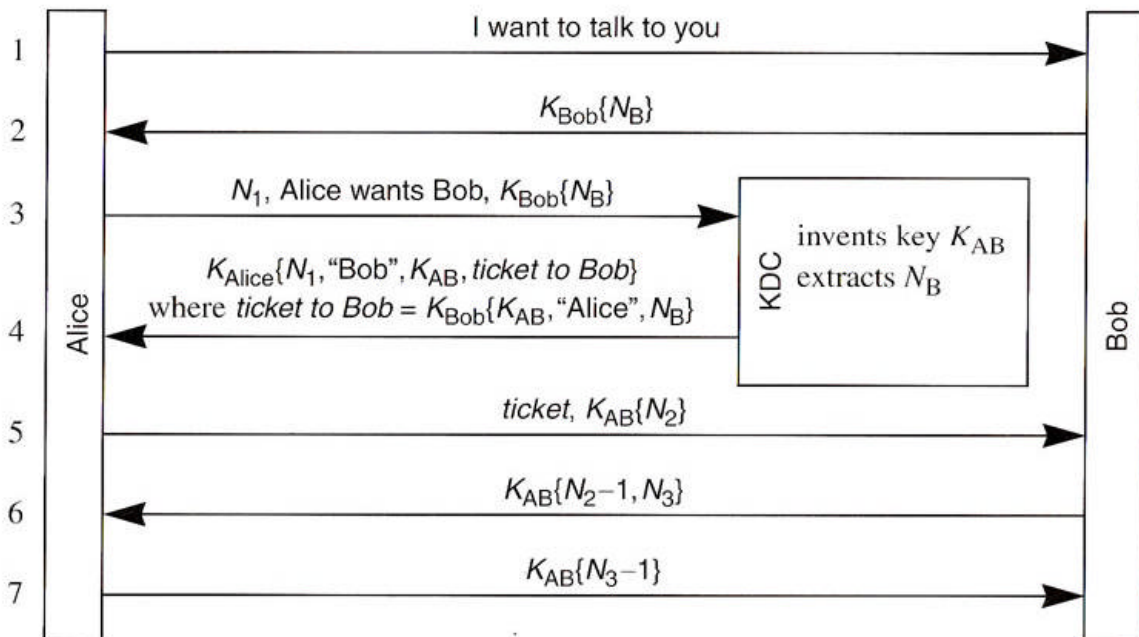 I want to talk to you
1
K_Bob{N_B}
2
N_1, Alice wants Bob, K_Bob{N_B}
3
KDC
invents key K_AB
extracts N_B
K_Alice{N_1, “Bob”, K_AB, ticket to Bob}
where ticket to Bob = K_Bob{K_AB, “Alice”, N_B}
4
Alice
Bob
ticket, K_AB{N_2}
5
K_AB{N_2–1, N_3}
6
K_AB{N_3–1}
7